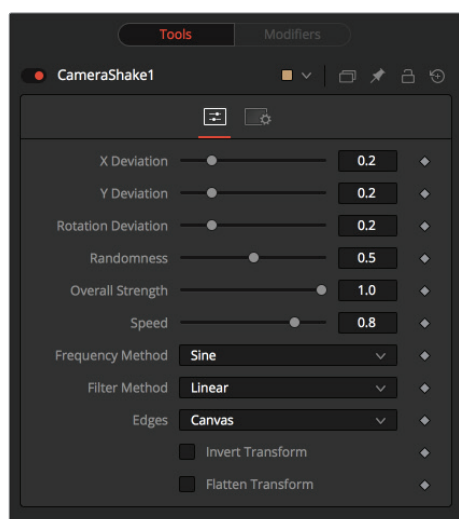 Tools Modifiers
CameraShake1
X Deviation 0.2
Y Deviation 0.2
Rotation Deviation 0.2
Randomness 0.5
Overall Strength 1.0
Speed 0.8
Frequency Method Sine
Filter Method Linear
Edges Canvas
Invert Transform
Flatten Transform